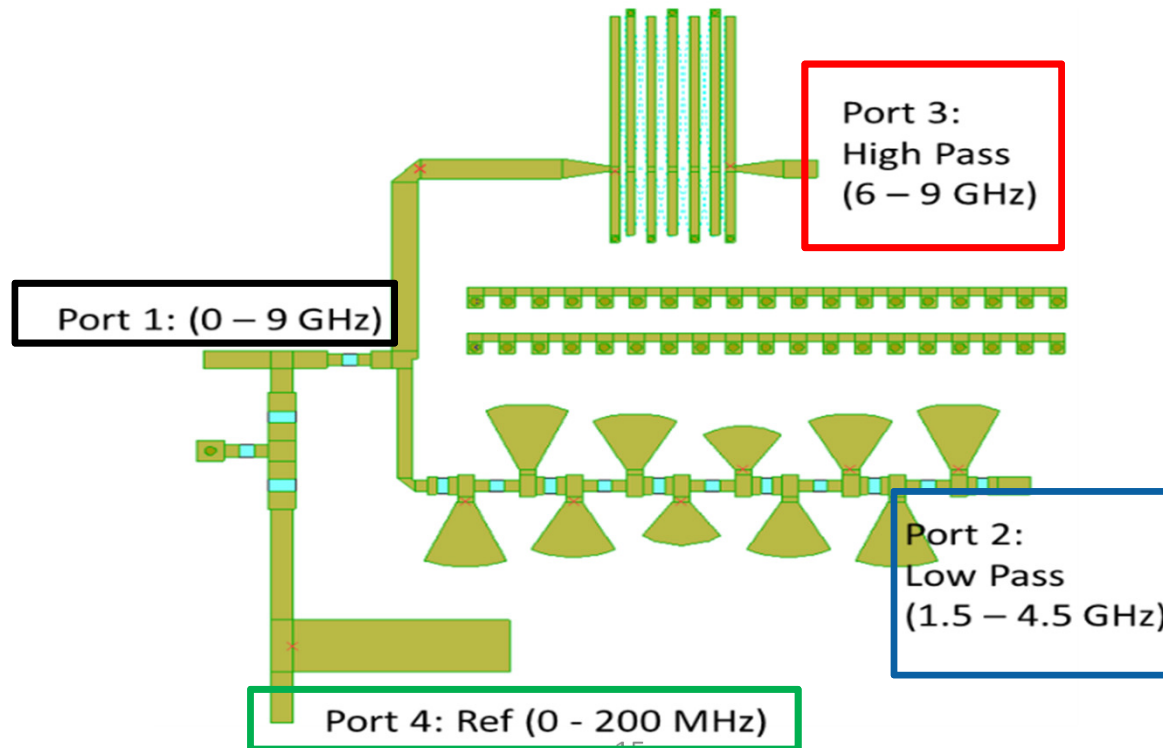 Port 3:
High Pass
(6 – 9 GHz)
Port 1: (0 – 9 GHz)
Port 2:
Low Pass
(1.5 – 4.5 GHz)
Port 4: Ref (0 - 200 MHz)